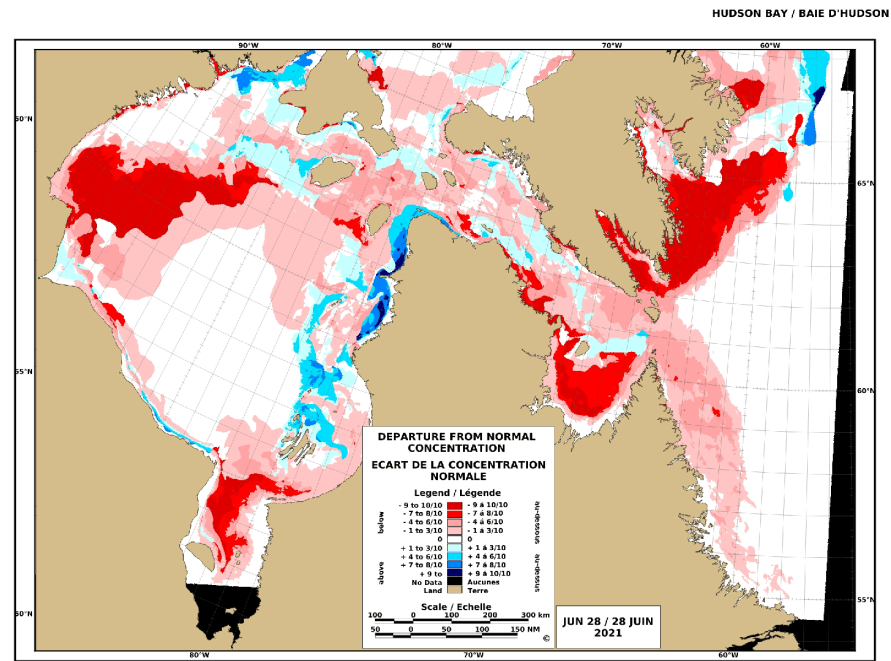 HUDSON BAY / BAIE D'HUDSON
90°W 80°W 70°W 60°W
60°N
65°N
55°N
60°N
50°N
55°N
80°W 70°W 60°W
DEPARTURE FROM NORMAL
CONCENTRATION
ECART DE LA CONCENTRATION
NORMALE
Legend / Légende
below
above
- 9 to 10/10 - 9 á 10/10
- 7 to 8/10 - 7 á 8/10
- 4 to 6/10 - 4 á 6/10
- 1 to 3/10 - 1 á 3/10
0 0
+ 1 to 3/10 + 1 á 3/10
+ 4 to 6/10 + 4 á 6/10
+ 7 to 8/10 + 7 á 8/10
+ 9 to + 9 á 10/10
No Data Aucunes
Land Terre
au-dessous
au-dessus
Scale / Echelle
100 0 100 200 300 km
50 0 50 100 150 NM
©
JUN 28 / 28 JUIN
2021